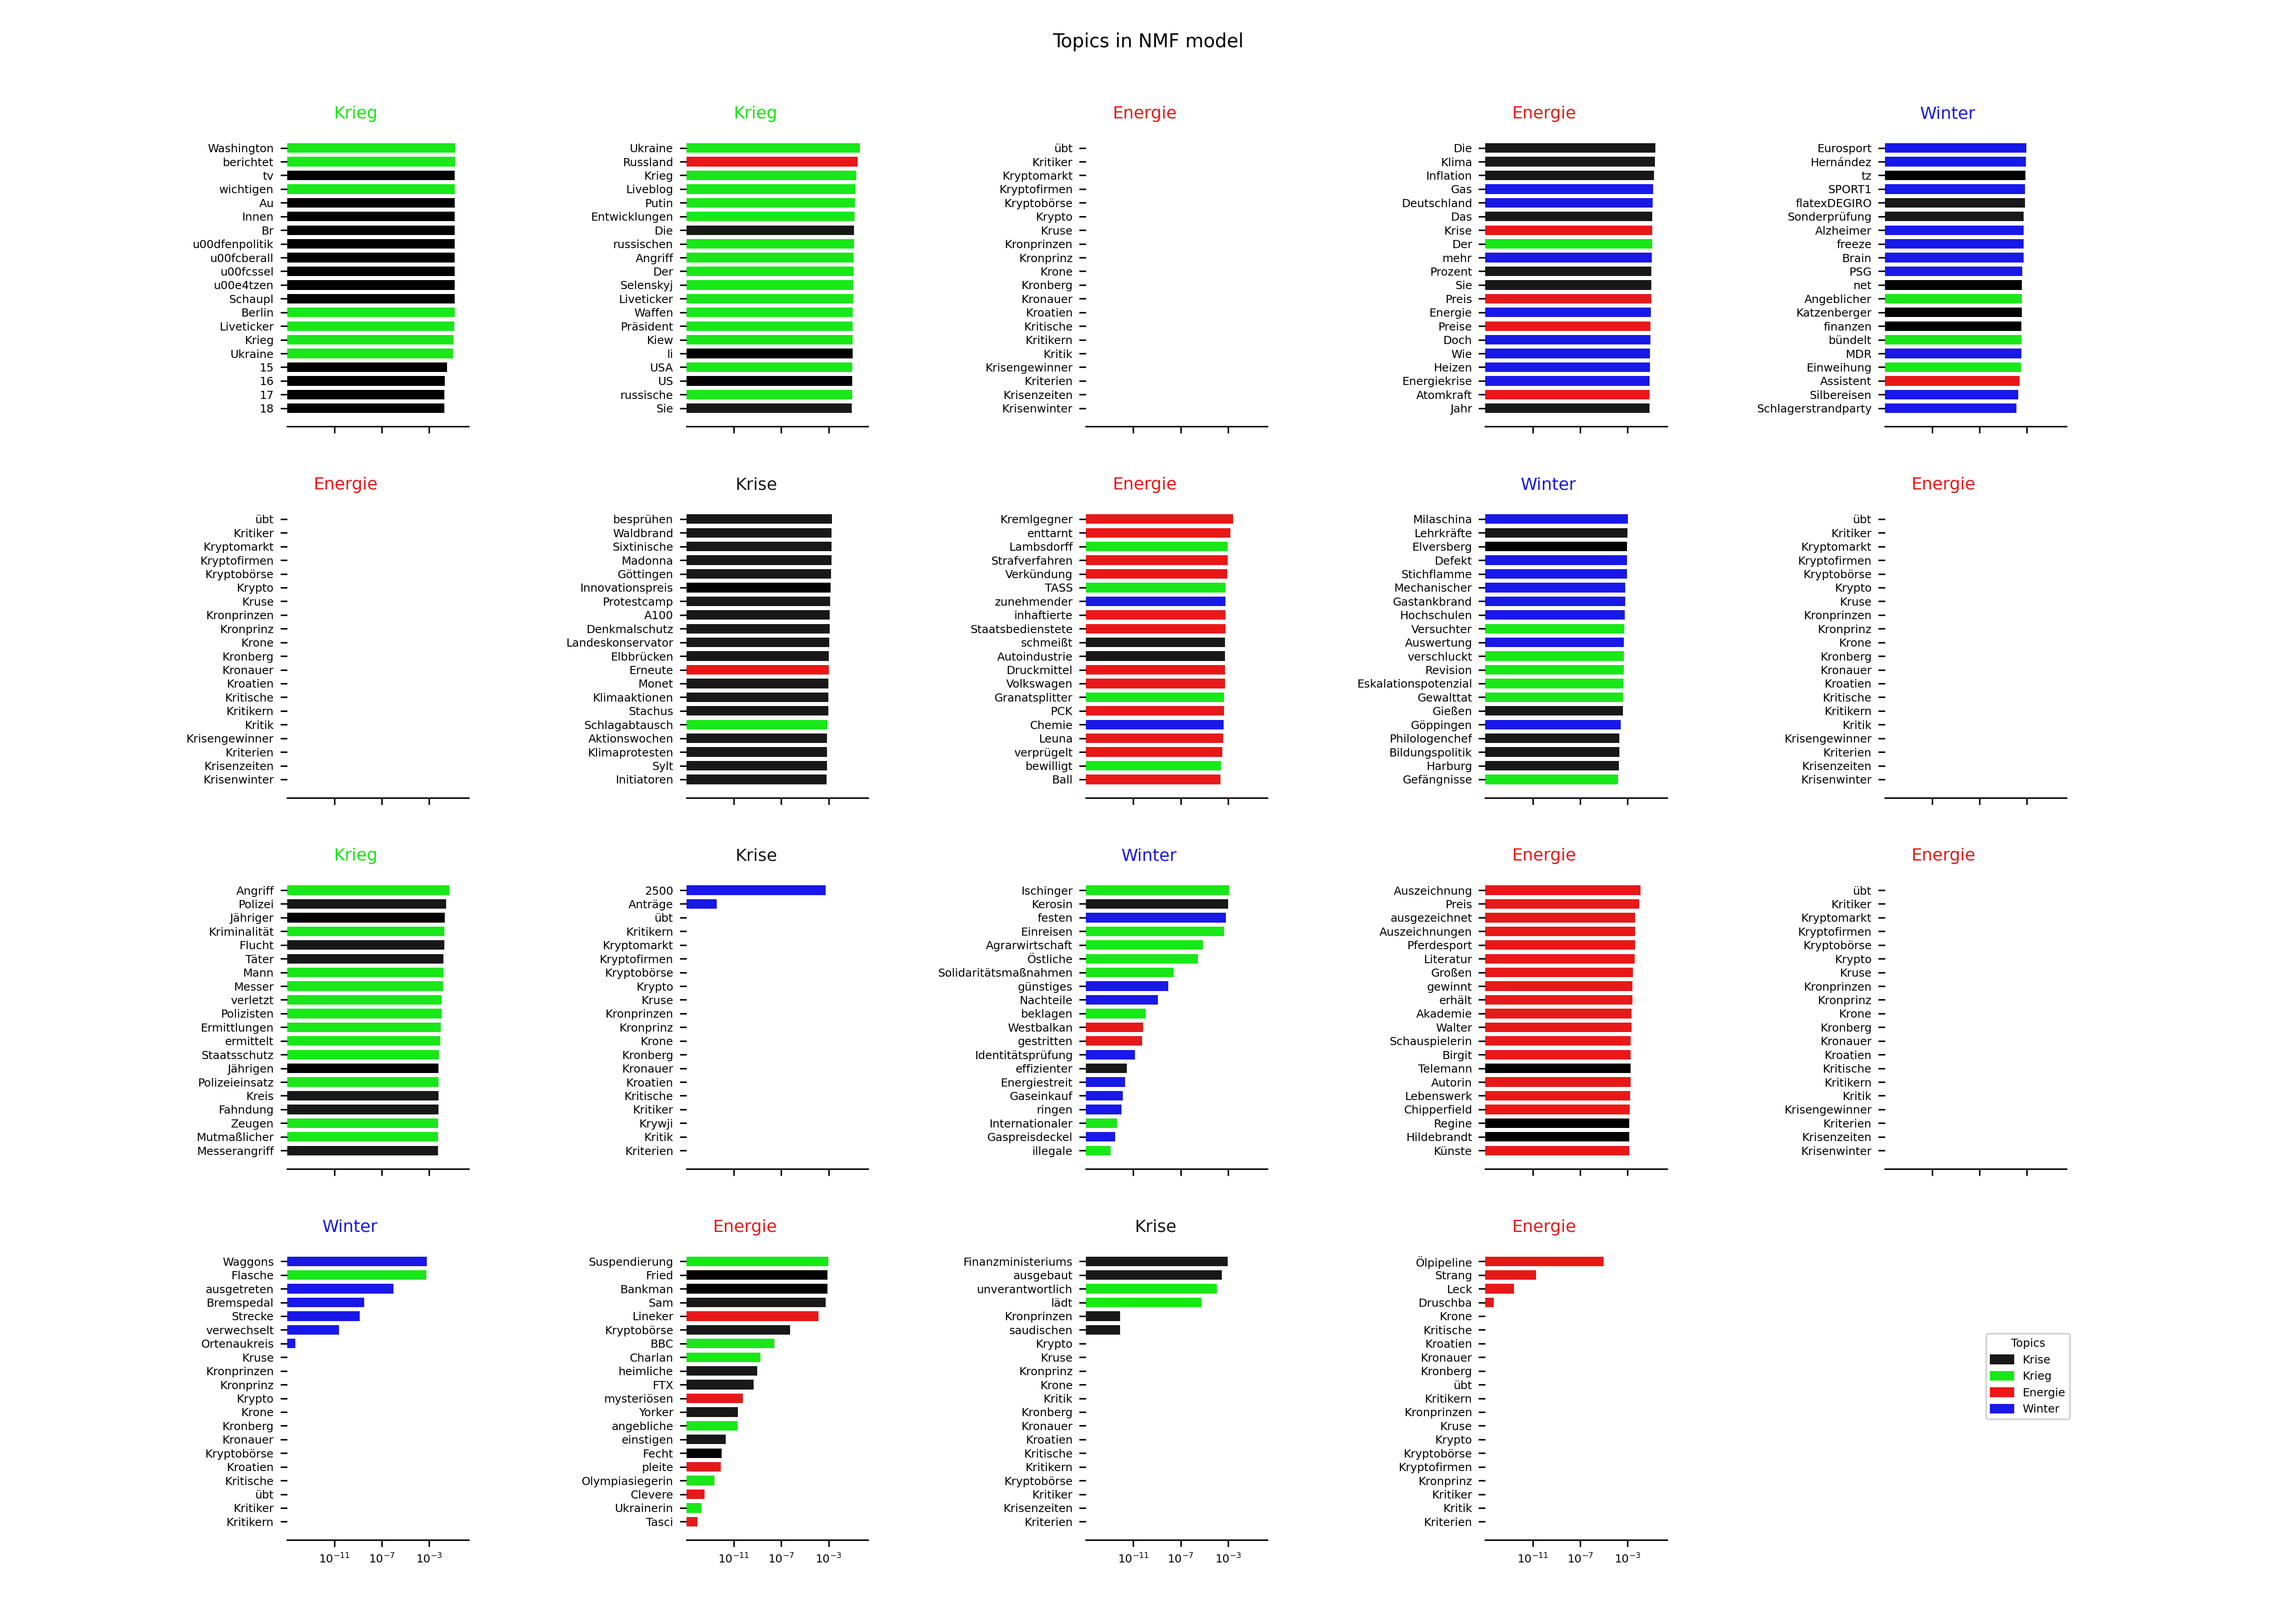 Topics in NMF model
Krieg
Washington
berichtet
tv
wichtigen
Au
Innen
Br
u00dfenpolitik
u00fcberall
u00fcssel
u00e4tzen
Schaupl
Berlin
Liveticker
Krieg
Ukraine
15
16
17
18
Krieg
Ukraine
Russland
Krieg
Liveblog
Putin
Entwicklungen
Die
russischen
Angriff
Der
Selenskyj
Liveticker
Waffen
Präsident
Kiew
li
USA
US
russische
Sie
Energie
übt
Kritiker
Kryptomarkt
Kryptofirmen
Kryptobörse
Krypto
Kruse
Kronprinzen
Kronprinz
Krone
Kronberg
Kronauer
Kroatien
Kritische
Kritikern
Kritik
Krisengewinner
Kriterien
Krisenzeiten
Krisenwinter
Energie
Die
Klima
Inflation
Gas
Deutschland
Das
Krise
Der
mehr
Prozent
Sie
Preis
Energie
Preise
Doch
Wie
Heizen
Energiekrise
Atomkraft
Jahr
Winter
Eurosport
Hernández
tz
SPORT1
flatexDEGIRO
Sonderprüfung
Alzheimer
freeze
Brain
PSG
net
Angeblicher
Katzenberger
finanzen
bündelt
MDR
Einweihung
Assistent
Silbereisen
Schlagerstrandparty
Energie
übt
Kritiker
Kryptomarkt
Kryptofirmen
Kryptobörse
Krypto
Kruse
Kronprinzen
Kronprinz
Krone
Kronberg
Kronauer
Kroatien
Kritische
Kritikern
Kritik
Krisengewinner
Kriterien
Krisenzeiten
Krisenwinter
Krise
besprühen
Waldbrand
Sixtinische
Madonna
Göttingen
Innovationspreis
Protestcamp
A100
Denkmalschutz
Landeskonservator
Elbbrücken
Erneute
Monet
Klimaaktionen
Stachus
Schlagabtausch
Aktionswochen
Klimaprotesten
Sylt
Initiatoren
Energie
Kremlgegner
enttarnt
Lambsdorff
Strafverfahren
Verkündung
TASS
zunehmender
inhaftierte
Staatsbedienstete
schmeißt
Autoindustrie
Druckmittel
Volkswagen
Granatsplitter
PCK
Chemie
Leuna
verprügelt
bewilligt
Ball
Winter
Milaschina
Lehrkräfte
Elversberg
Defekt
Stichflamme
Mechanischer
Gastankbrand
Hochschulen
Versuchter
Auswertung
verschluckt
Revision
Eskalationspotenzial
Gewalttat
Gießen
Göppingen
Philologenchef
Bildungspolitik
Harburg
Gefängnisse
Energie
übt
Kritiker
Kryptomarkt
Kryptofirmen
Kryptobörse
Krypto
Kruse
Kronprinzen
Kronprinz
Krone
Kronberg
Kronauer
Kroatien
Kritische
Kritikern
Kritik
Krisengewinner
Kriterien
Krisenzeiten
Krisenwinter
Krieg
Angriff
Polizei
Jähriger
Kriminalität
Flucht
Täter
Mann
Messer
verletzt
Polizisten
Ermittlungen
ermittelt
Staatsschutz
Jährigen
Polizeieinsatz
Kreis
Fahndung
Zeugen
Mutmaßlicher
Messerangriff
Krise
2500
Anträge
übt
Kritikern
Kryptomarkt
Kryptofirmen
Kryptobörse
Krypto
Kruse
Kronprinzen
Kronprinz
Krone
Kronberg
Kronauer
Kroatien
Kritische
Kritiker
Krywji
Kritik
Kriterien
Winter
Ischinger
Kerosin
festen
Einreisen
Agrarwirtschaft
Östliche
Solidaritätsmaßnahmen
günstiges
Nachteile
beklagen
Westbalkan
gestritten
Identitätsprüfung
effizienter
Energiestreit
Gaseinkauf
ringen
Internationaler
Gaspreisdeckel
illegale
Energie
Auszeichnung
Preis
ausgezeichnet
Auszeichnungen
Pferdesport
Literatur
Großen
gewinnt
erhält
Akademie
Walter
Schauspielerin
Birgit
Telemann
Autorin
Lebenswerk
Chipperfield
Regine
Hildebrandt
Künste
Energie
übt
Kritiker
Kryptomarkt
Kryptofirmen
Kryptobörse
Krypto
Kruse
Kronprinzen
Kronprinz
Krone
Kronberg
Kronauer
Kroatien
Kritische
Kritikern
Kritik
Krisengewinner
Kriterien
Krisenzeiten
Krisenwinter
Winter
Waggons
Flasche
ausgetreten
Bremspedal
Strecke
verwechselt
Ortenaukreis
Kruse
Kronprinzen
Kronprinz
Krypto
Krone
Kronberg
Kronauer
Kryptobörse
Kroatien
Kritische
übt
Kritiker
Kritikern
10⁻¹¹ 10⁻⁷ 10⁻³
Energie
Suspendierung
Fried
Bankman
Sam
Lineker
Kryptobörse
BBC
Charlan
heimliche
FTX
mysteriösen
Yorker
angebliche
einstigen
Fecht
pleite
Olympiasiegerin
Clevere
Ukrainerin
Tasci
10⁻¹¹ 10⁻⁷ 10⁻³
Krise
Finanzministeriums
ausgebaut
unverantwortlich
lädt
Kronprinzen
saudischen
Krypto
Kruse
Kronprinz
Krone
Kritik
Kronberg
Kronauer
Kroatien
Kritische
Kritikern
Kryptobörse
Kritiker
Krisenzeiten
Kriterien
10⁻¹¹ 10⁻⁷ 10⁻³
Energie
Ölpipeline
Strang
Leck
Druschba
Krone
Kritische
Kroatien
Kronauer
Kronberg
übt
Kritikern
Kronprinzen
Kruse
Krypto
Kryptobörse
Kryptofirmen
Kronprinz
Kritiker
Kritik
Kriterien
10⁻¹¹ 10⁻⁷ 10⁻³
Topics
Krise
Krieg
Energie
Winter